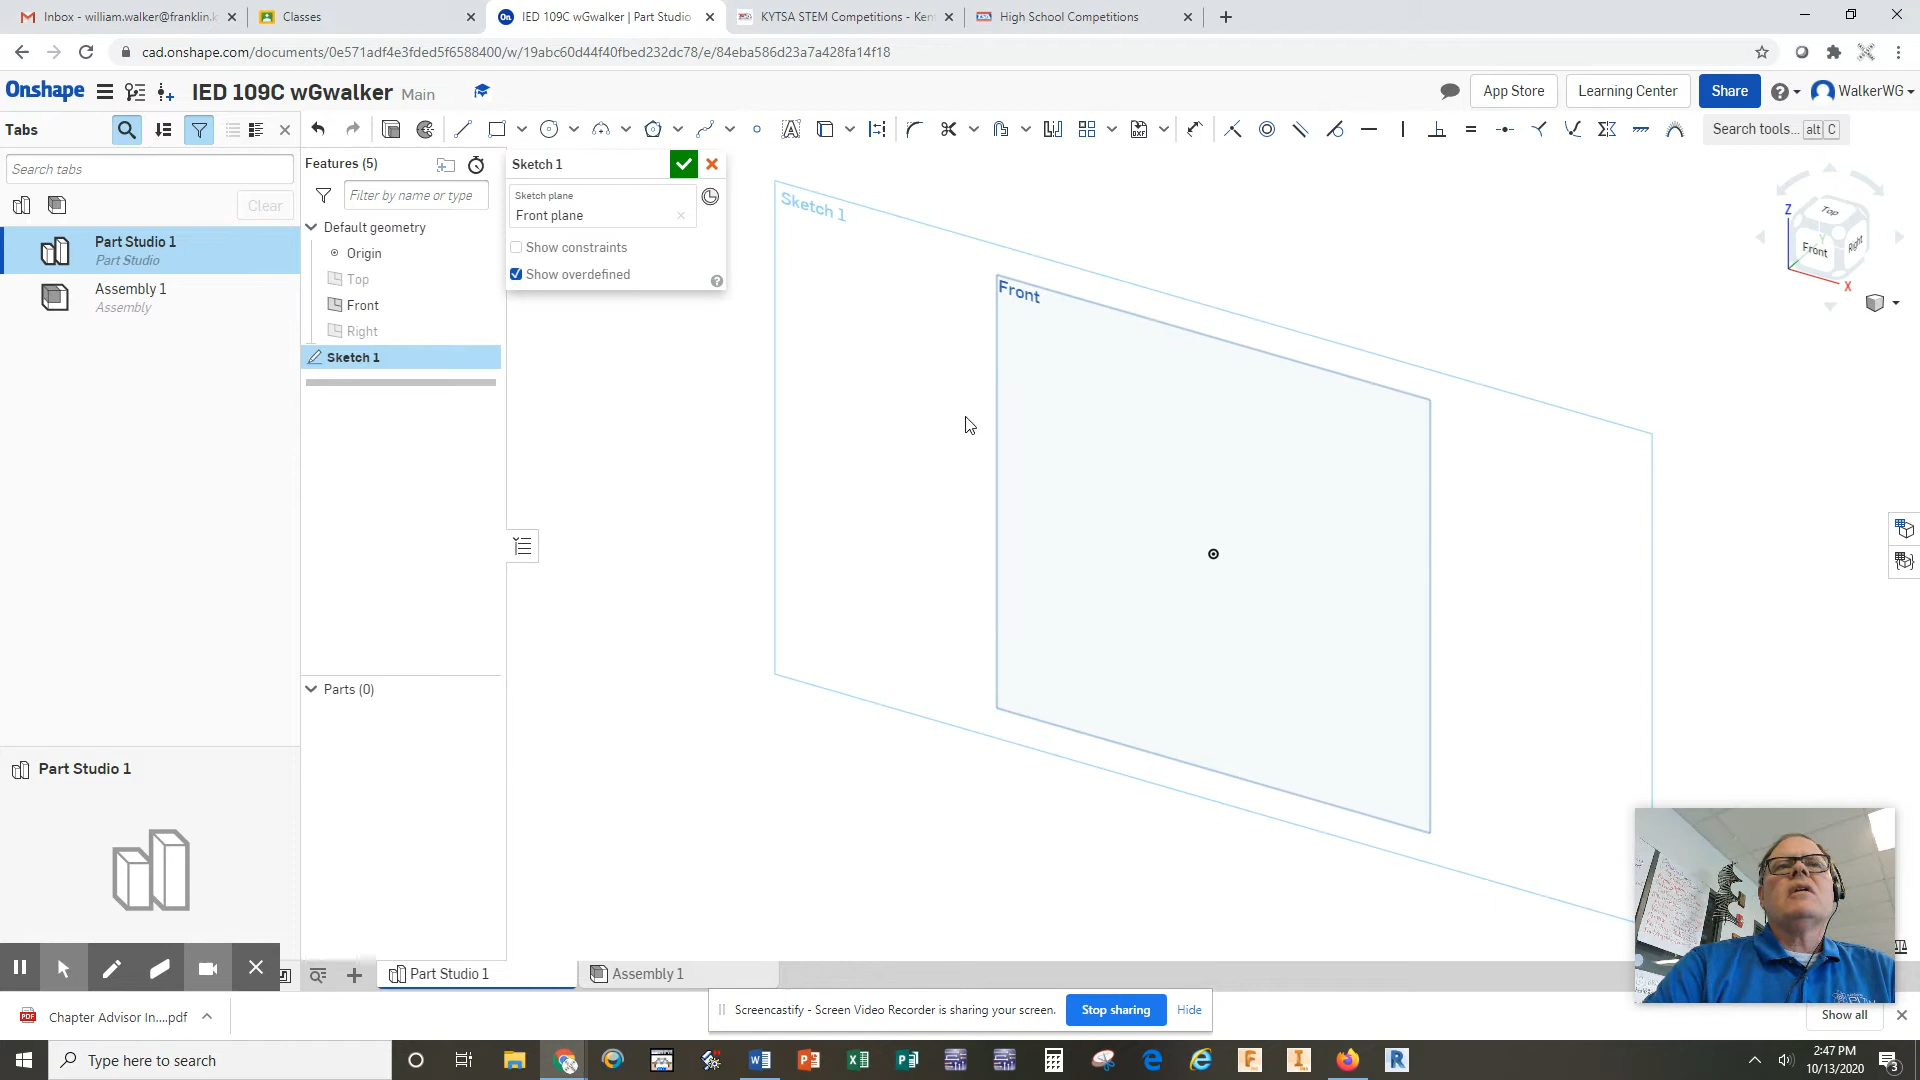 Inbox - william.walker@franklin.k
Classes
IED 109C wGwalker | Part Studio
KYTSA STEM Competitions - Ken
High School Competitions
cad.onshape.com/documents/0e571adf4e3fded5f6588400/w/19abc60d44f40fbed232dc78/e/84eba586d23a7a428fa14f18
Onshape
IED 109C wGwalker Main
App Store
Learning Center
Share
WalkerWG
Tabs
Search tools... alt C
Search tabs
Clear
Part Studio 1
Part Studio
Assembly 1
Assembly
Features (5)
Filter by name or type
Default geometry
Origin
Top
Front
Right
Sketch 1
Parts (0)
Sketch 1
Sketch plane
Front plane
Show constraints
Show overdefined
Sketch 1
Front
Z
Top
Y
Front
Right
X
Part Studio 1
Part Studio 1
Assembly 1
Chapter Advisor In....pdf
Screencastify - Screen Video Recorder is sharing your screen.
Stop sharing
Hide
Show all
Type here to search
2:47 PM
10/13/2020
3